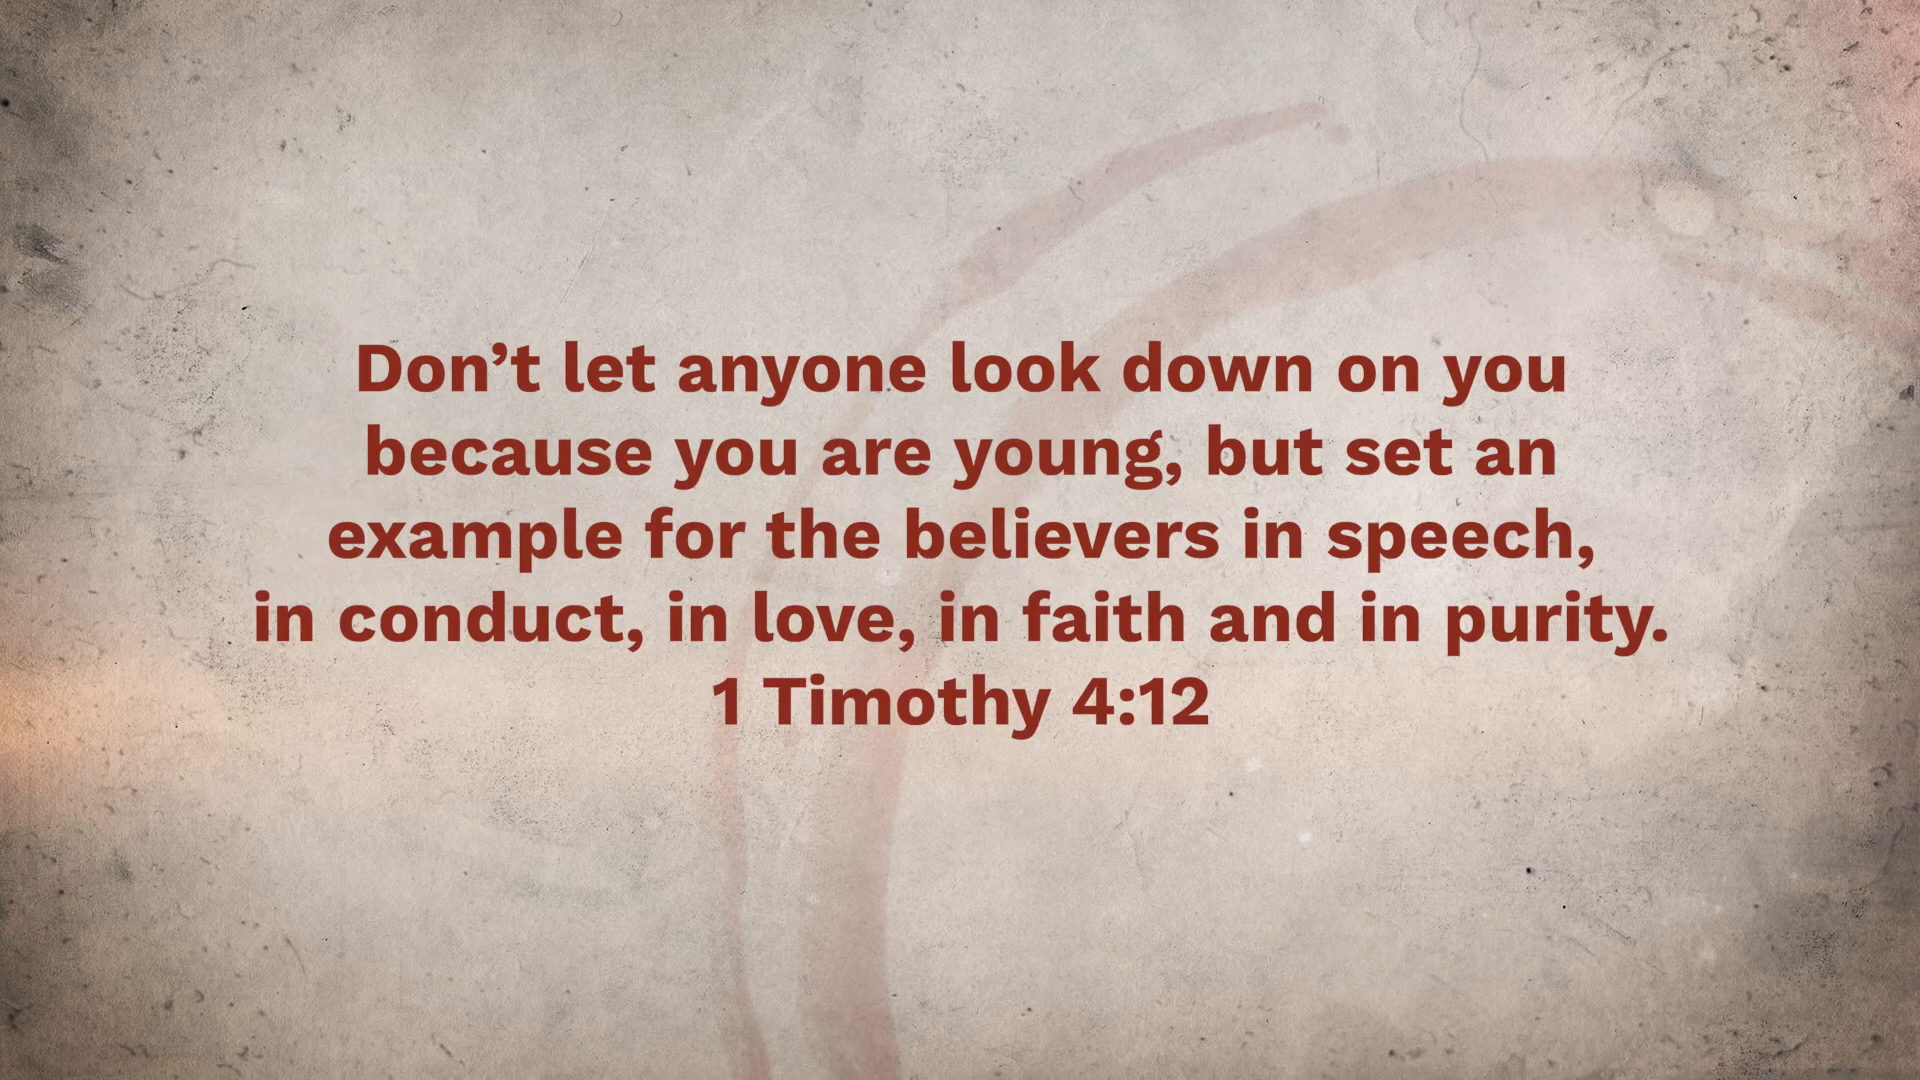 Don’t let anyone look down on you
because you are young, but set an
example for the believers in speech,
in conduct, in love, in faith and in purity.
1 Timothy 4:12